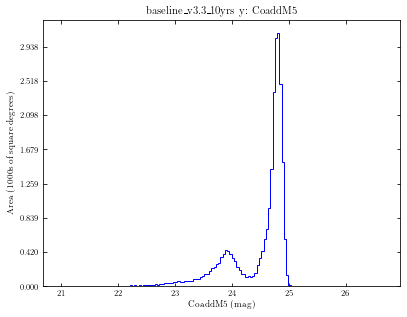 baseline_v3.3_10yrs y: CoaddM5
2.938
2.518
2.098
1.679
1.259
0.839
0.420
0.000
Area (1000s of square degrees)
21 22 23 24 25 26
CoaddM5 (mag)